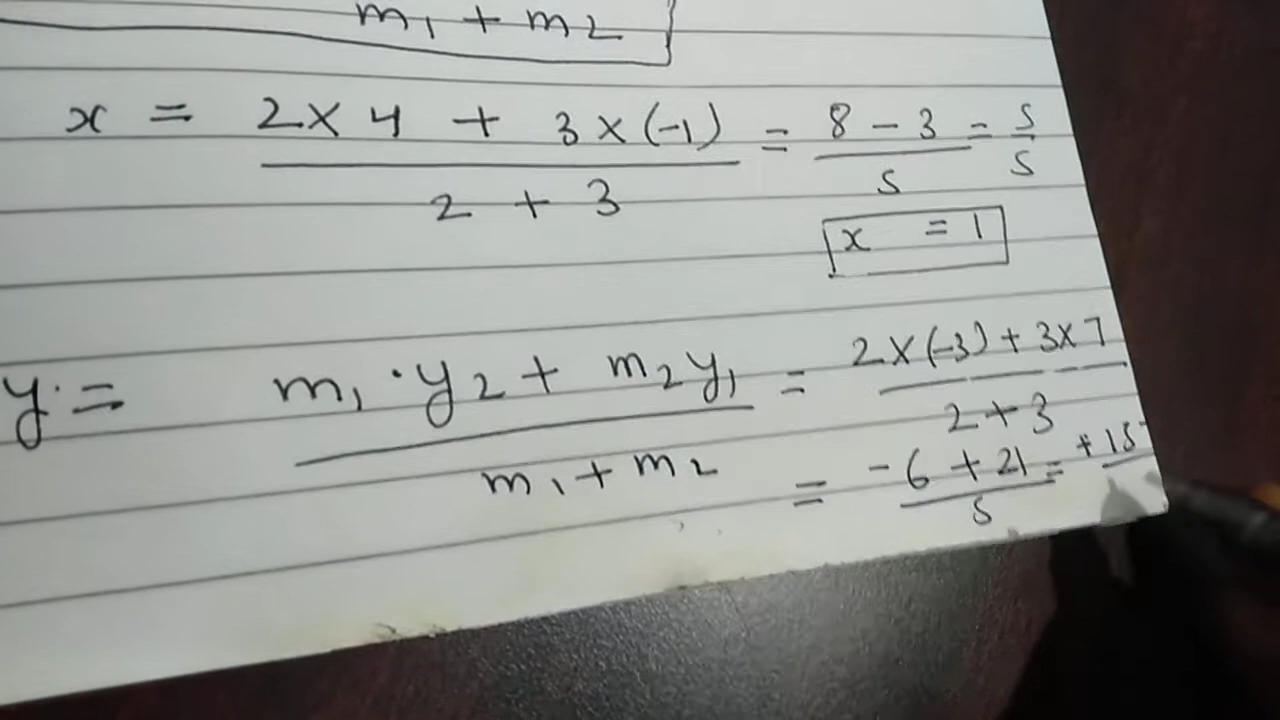 m₁ + m₂
x = (2 × 4 + 3 × (-1)) / (2 + 3) = (8 - 3) / 5 = 5 / 5
x = 1
y = (m₁ · y₂ + m₂y₁) / (m₁ + m₂) = (2 × (-3) + 3 × 7) / (2 + 3)
= (-6 + 21) / 5 = +15